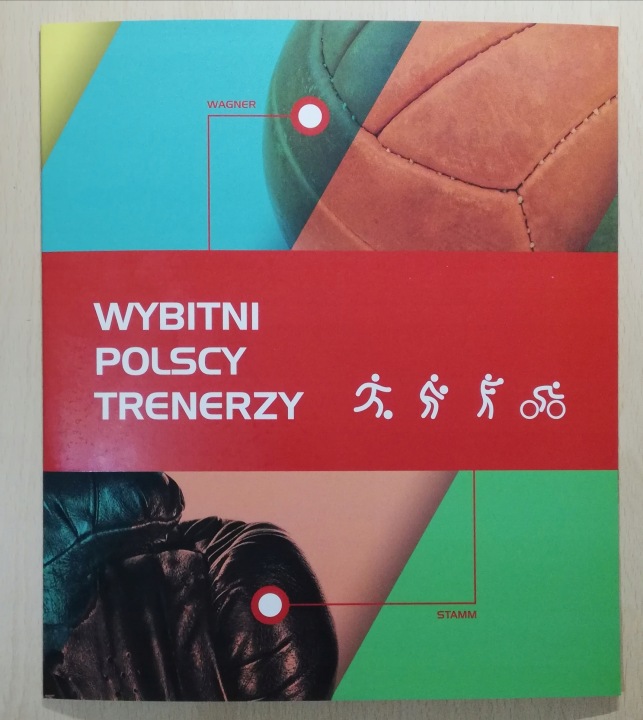 WAGNER
WYBITNI
POLSCY
TRENERZY
STAMM